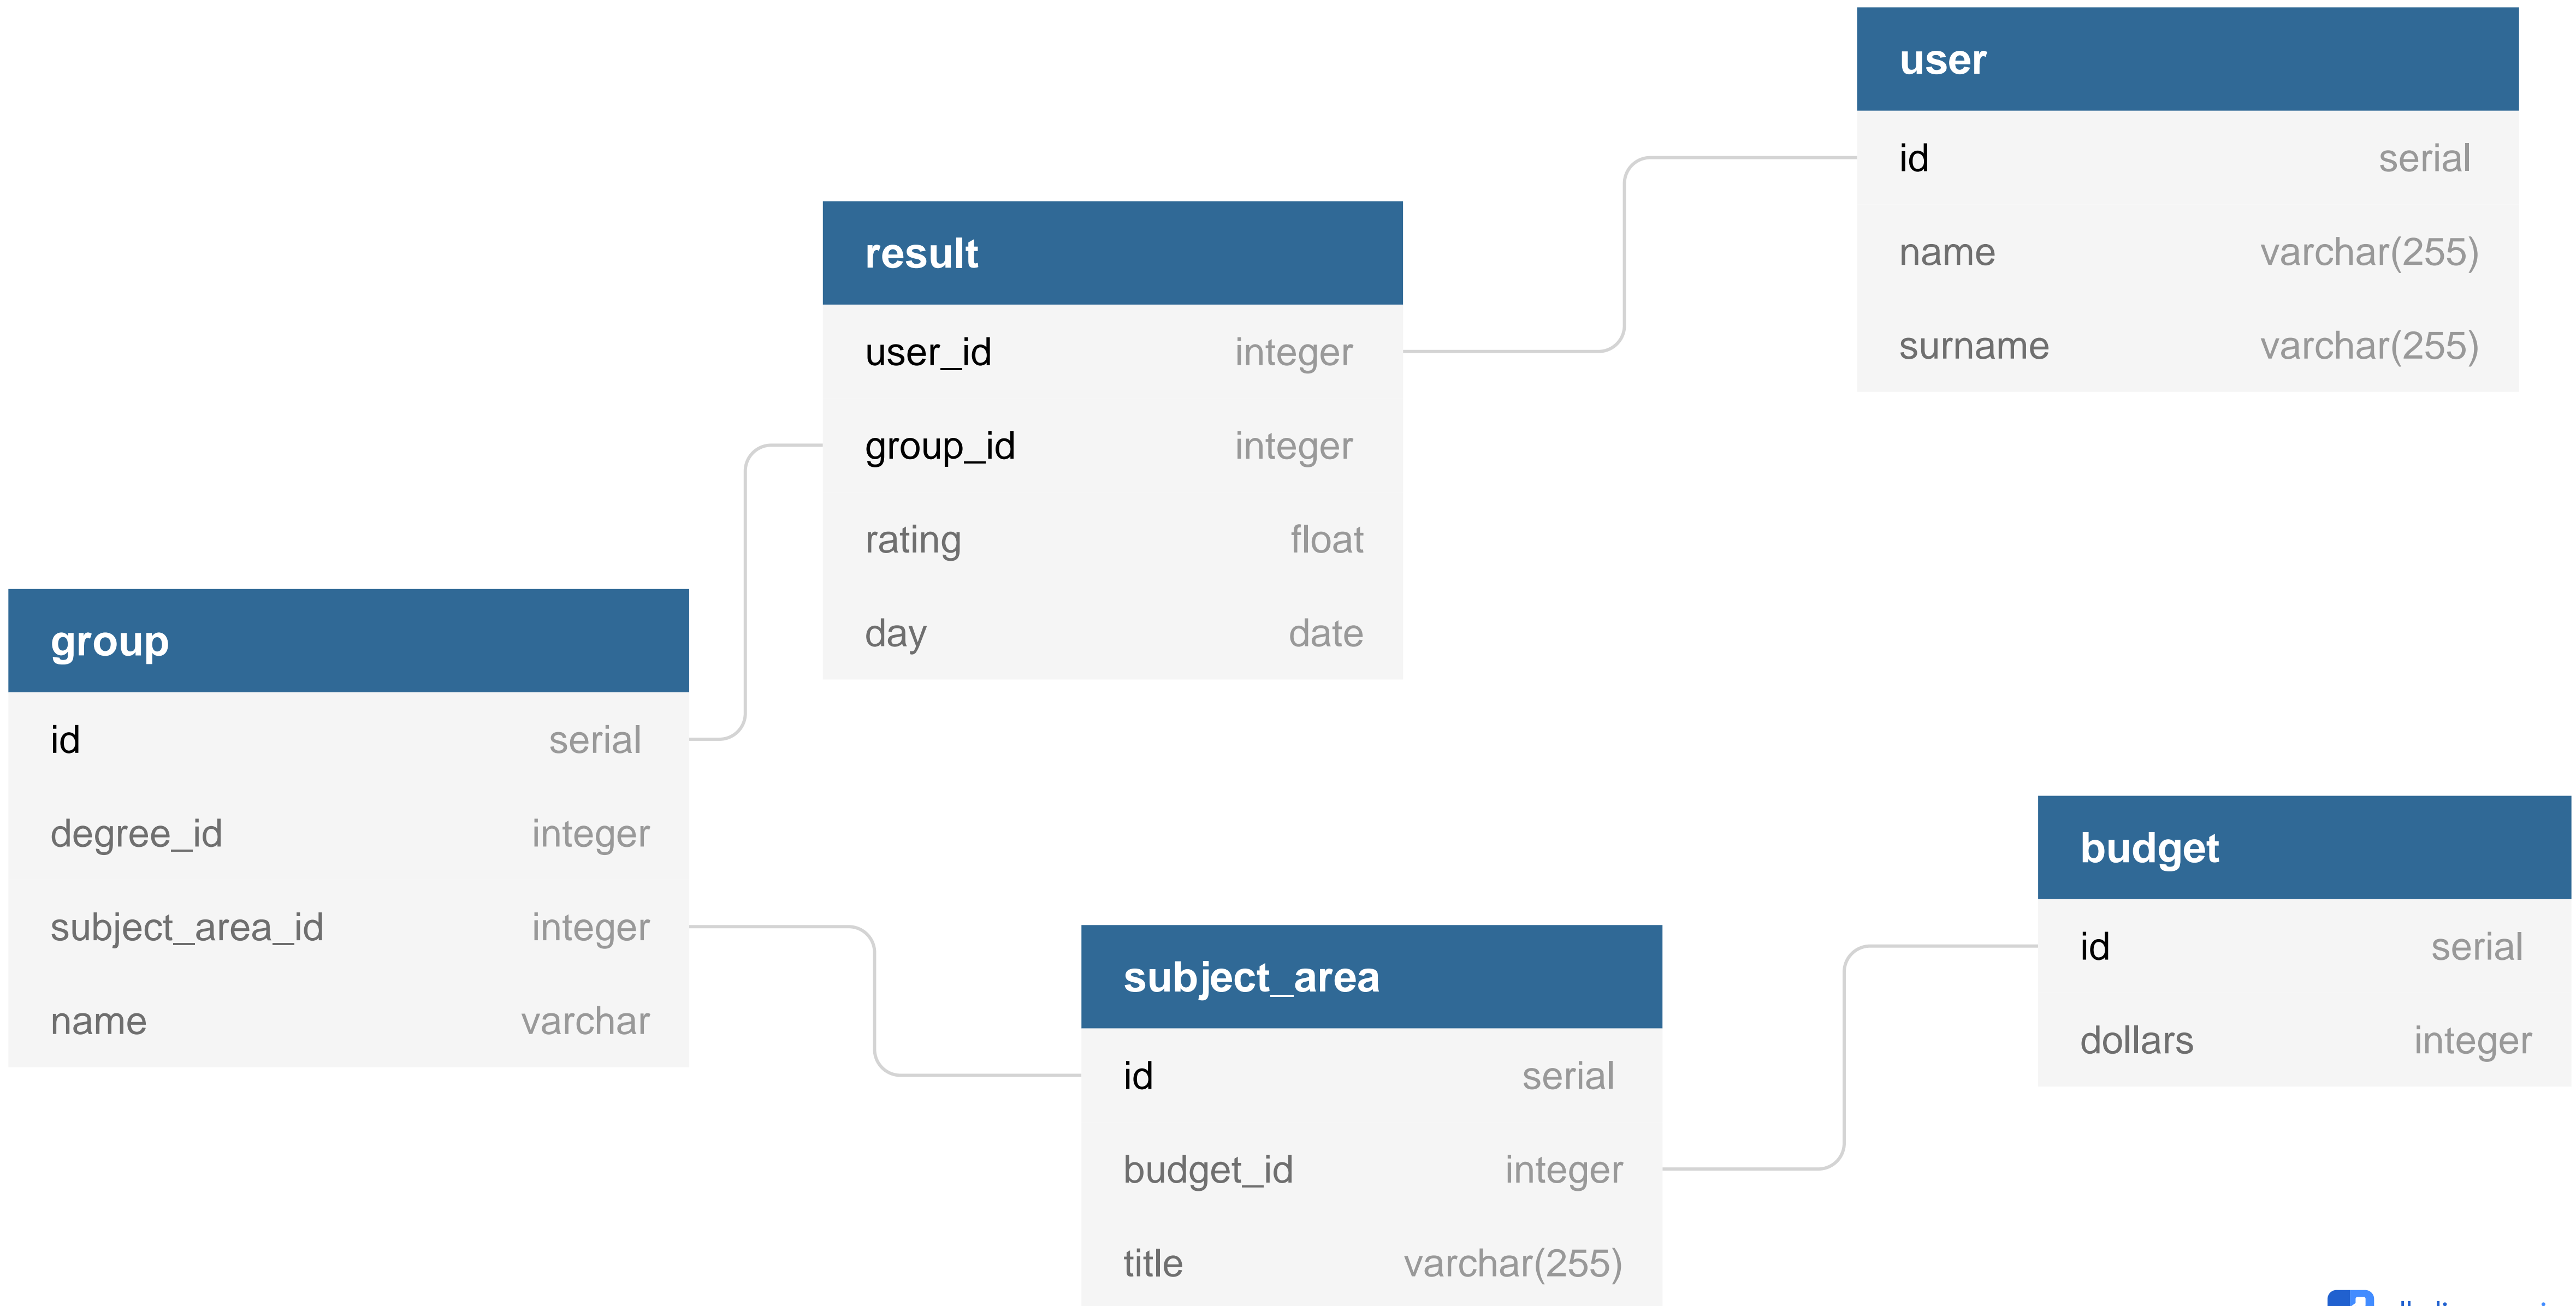 user
id serial
name varchar(255)
surname varchar(255)
result
user_id integer
group_id integer
rating float
day date
group
id serial
degree_id integer
subject_area_id integer
name varchar
budget
id serial
dollars integer
subject_area
id serial
budget_id integer
title varchar(255)